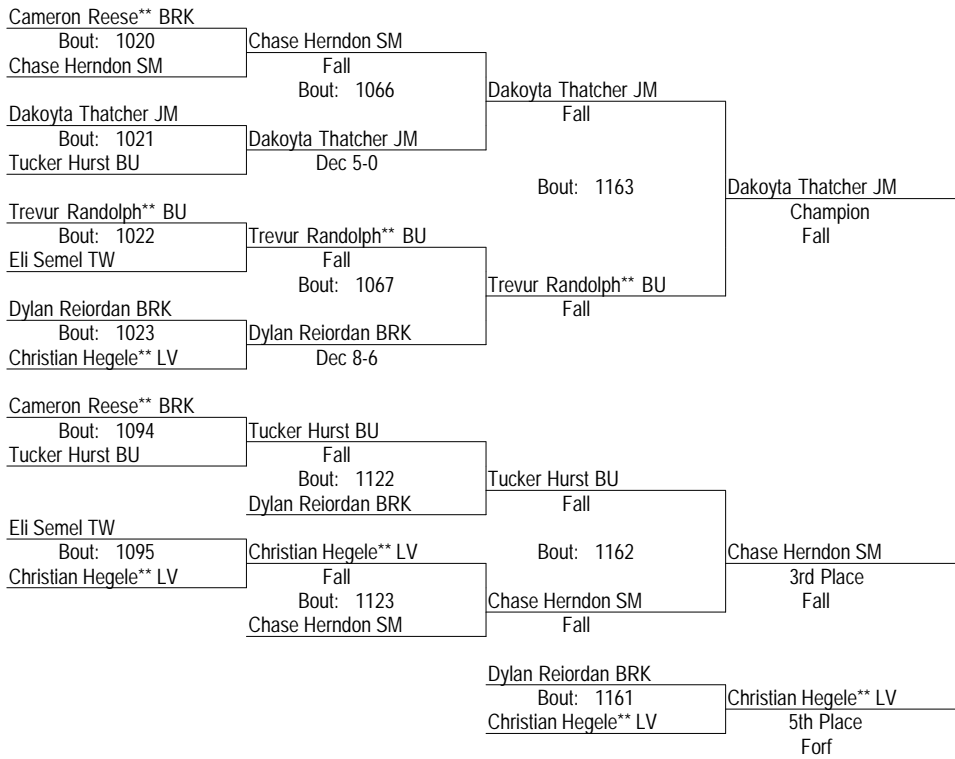 Cameron Reese** BRK
Bout: 1020
Chase Herndon SM
Chase Herndon SM
Fall
Bout: 1066
Dakoyta Thatcher JM
Bout: 1021
Tucker Hurst BU
Dakoyta Thatcher JM
Dec 5-0
Dakoyta Thatcher JM
Fall
Bout: 1163
Dakoyta Thatcher JM
Champion
Fall
Trevur Randolph** BU
Bout: 1022
Eli Semel TW
Trevur Randolph** BU
Fall
Bout: 1067
Dylan Reiordan BRK
Bout: 1023
Christian Hegele** LV
Dylan Reiordan BRK
Dec 8-6
Trevur Randolph** BU
Fall
Cameron Reese** BRK
Bout: 1094
Tucker Hurst BU
Tucker Hurst BU
Fall
Bout: 1122
Dylan Reiordan BRK
Tucker Hurst BU
Fall
Eli Semel TW
Bout: 1095
Christian Hegele** LV
Christian Hegele** LV
Fall
Bout: 1123
Chase Herndon SM
Bout: 1162
Chase Herndon SM
Fall
Chase Herndon SM
3rd Place
Fall
Dylan Reiordan BRK
Bout: 1161
Christian Hegele** LV
Christian Hegele** LV
5th Place
Forf